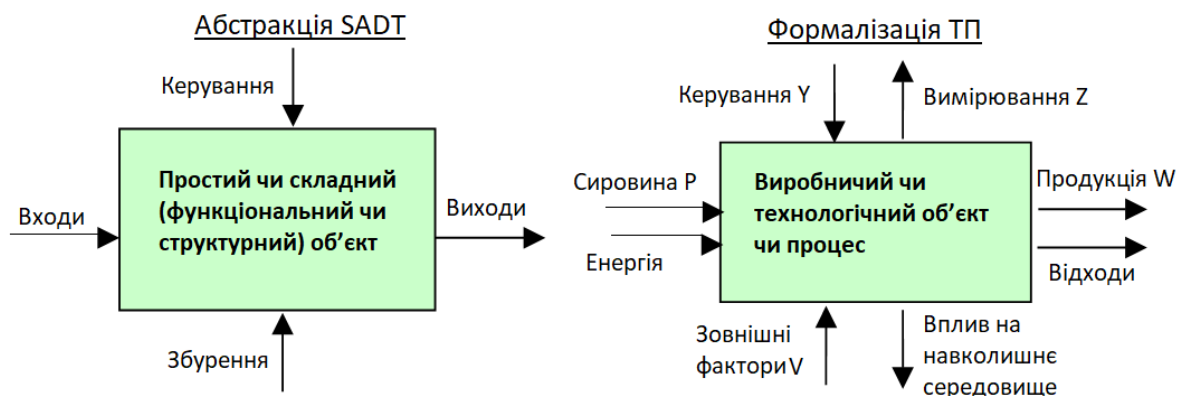 Абстракція SADT
Керування
Входи
Простий чи складний
(функціональний чи
структурний) об’єкт
Виходи
Збурення
Формалізація ТП
Керування Y
Вимірювання Z
Сировина P
Енергія
Виробничий чи
технологічний об’єкт
чи процес
Продукція W
Відходи
Зовнішні
фактори V
Вплив на
навколишнє
середовище